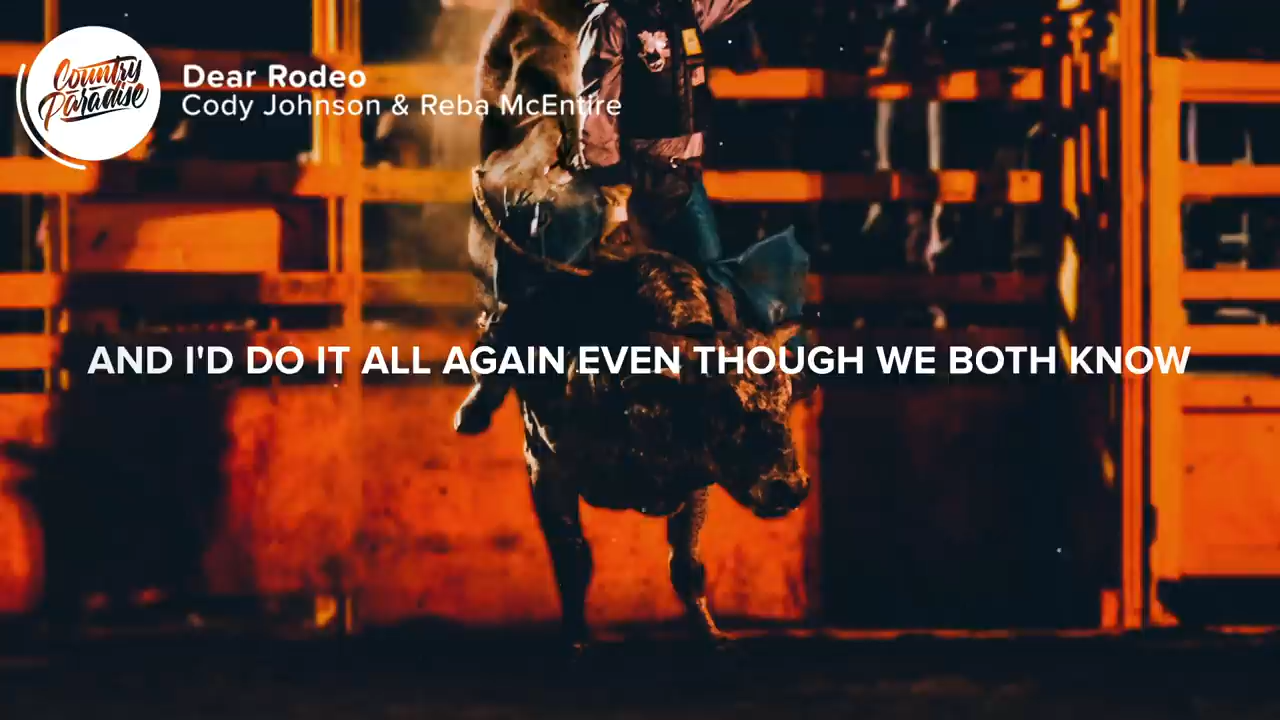 Country
Paradise
Dear Rodeo
Cody Johnson & Reba McEntire
AND I'D DO IT ALL AGAIN EVEN THOUGH WE BOTH KNOW